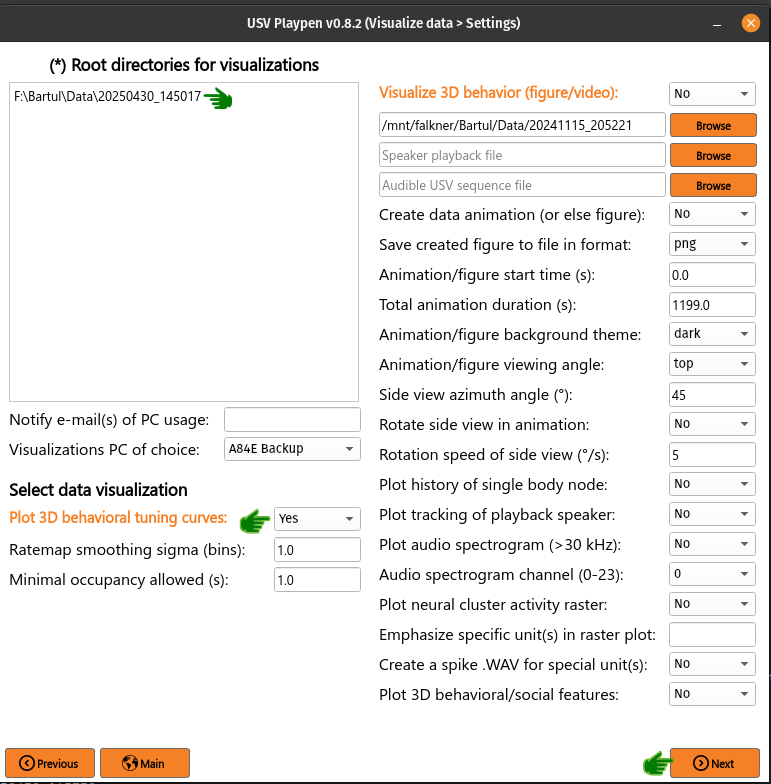 USV Playpen v0.8.2 (Visualize data > Settings)
(*) Root directories for visualizations
F:\Bartul\Data\20250430_145017
Notify e-mail(s) of PC usage:
Visualizations PC of choice: A84E Backup
Select data visualization
Plot 3D behavioral tuning curves: Yes
Ratemap smoothing sigma (bins): 1.0
Minimal occupancy allowed (s): 1.0
Visualize 3D behavior (figure/video): No
/mnt/falkner/Bartul/Data/20241115_205221 Browse
Speaker playback file Browse
Audible USV sequence file Browse
Create data animation (or else figure): No
Save created figure to file in format: png
Animation/figure start time (s): 0.0
Total animation duration (s): 1199.0
Animation/figure background theme: dark
Animation/figure viewing angle: top
Side view azimuth angle (°): 45
Rotate side view in animation: No
Rotation speed of side view (°/s): 5
Plot history of single body node: No
Plot tracking of playback speaker: No
Plot audio spectrogram (>30 kHz): No
Audio spectrogram channel (0-23): 0
Plot neural cluster activity raster: No
Emphasize specific unit(s) in raster plot:
Create a spike .WAV for special unit(s): No
Plot 3D behavioral/social features: No
Previous Main Next